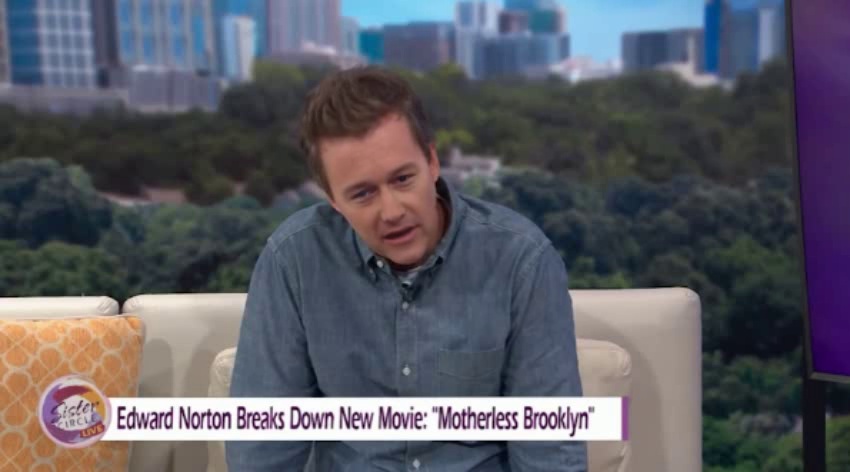 Sister
CIRCLE
LIVE
Edward Norton Breaks Down New Movie: "Motherless Brooklyn"